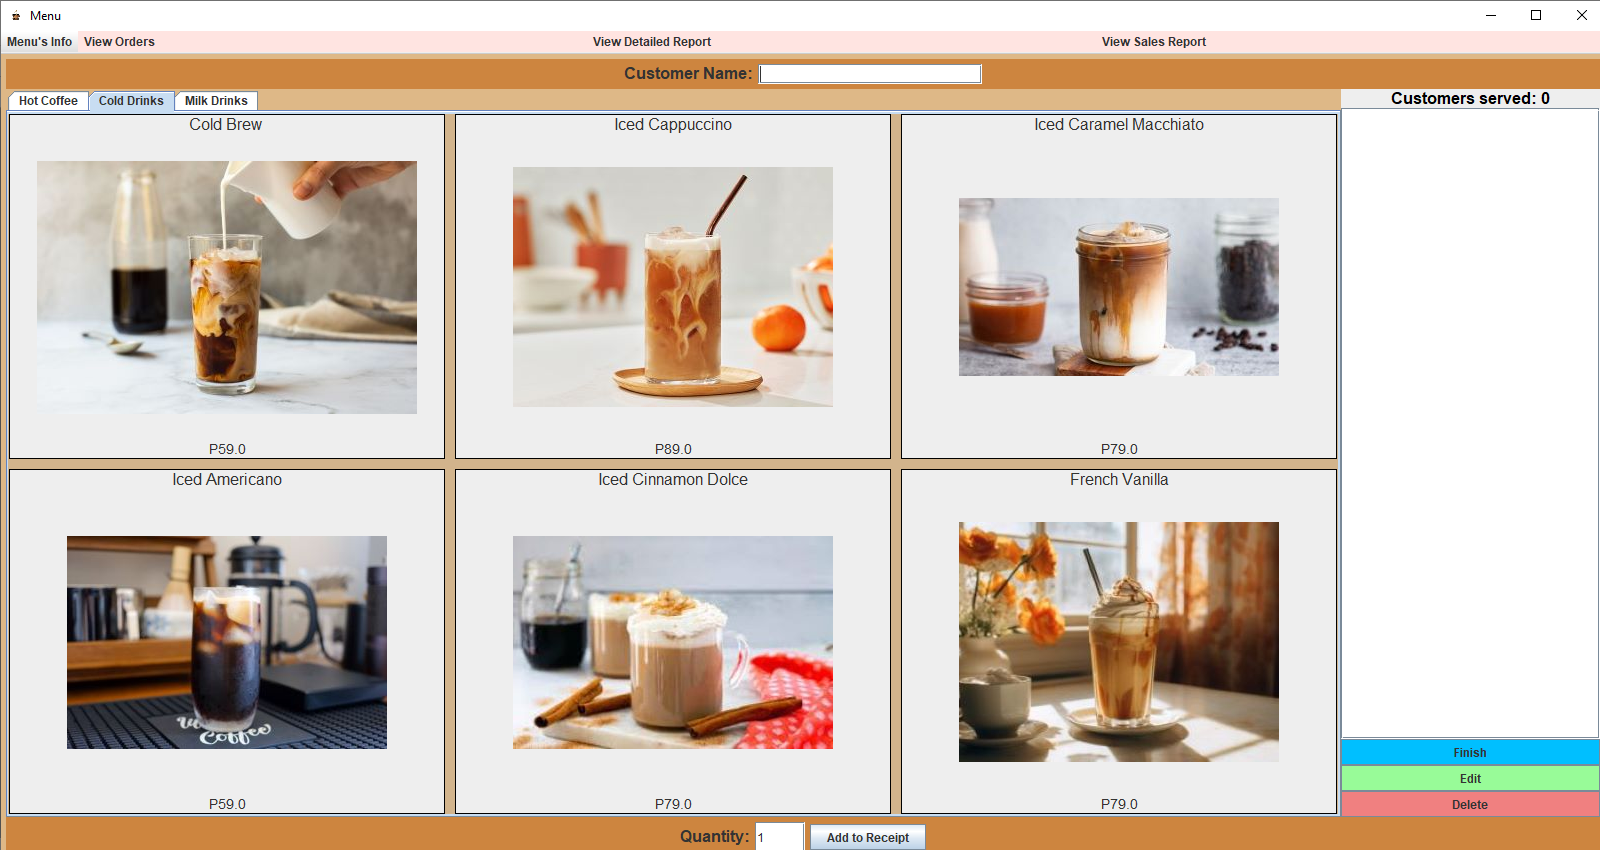 Menu
Menu's Info View Orders View Detailed Report View Sales Report
Customer Name:
Hot Coffee Cold Drinks Milk Drinks
Customers served: 0
Cold Brew Iced Cappuccino Iced Caramel Macchiato
P59.0 P89.0 P79.0
Iced Americano Iced Cinnamon Dolce French Vanilla
Coffee
P59.0 P79.0 P79.0
Finish
Edit
Delete
Quantity: 1 Add to Receipt